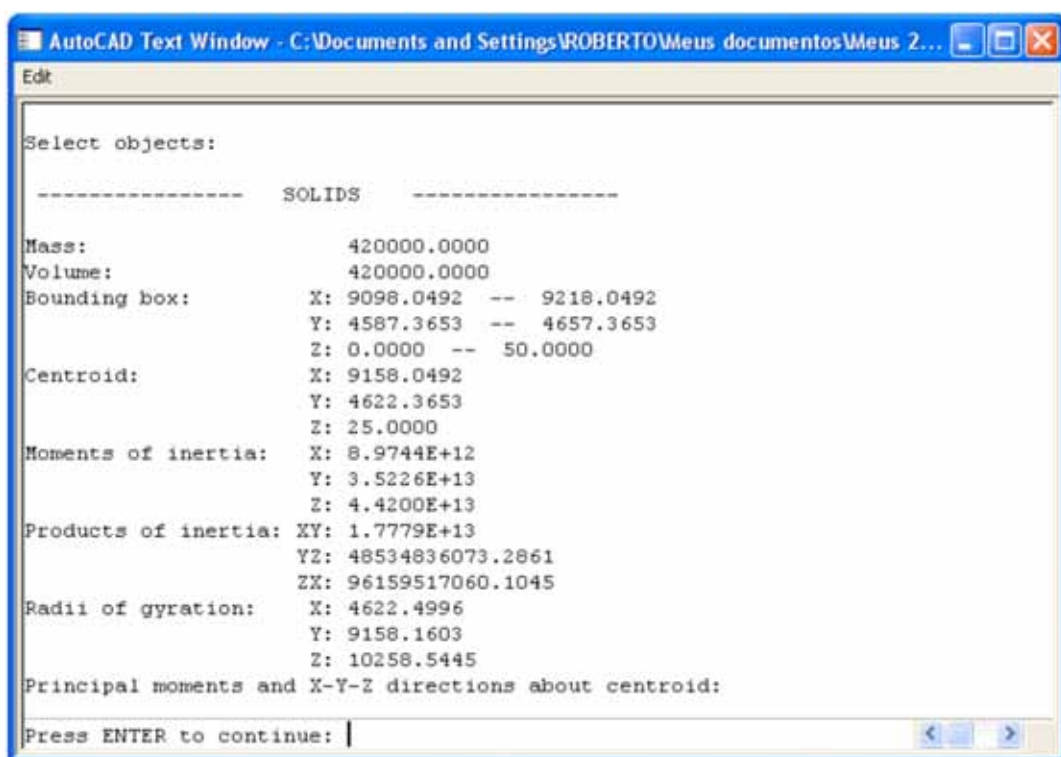 AutoCAD Text Window - C:\Documents and Settings\ROBERTO\Meus documentos\Meus 2...
Edit
Select objects:
---------------- SOLIDS ----------------
Mass: 420000.0000
Volume: 420000.0000
Bounding box: X: 9098.0492 -- 9218.0492
Y: 4587.3653 -- 4657.3653
Z: 0.0000 -- 50.0000
Centroid: X: 9158.0492
Y: 4622.3653
Z: 25.0000
Moments of inertia: X: 8.9744E+12
Y: 3.5226E+13
Z: 4.4200E+13
Products of inertia: XY: 1.7779E+13
YZ: 48534836073.2861
ZX: 96159517060.1045
Radii of gyration: X: 4622.4996
Y: 9158.1603
Z: 10258.5445
Principal moments and X-Y-Z directions about centroid:
Press ENTER to continue: